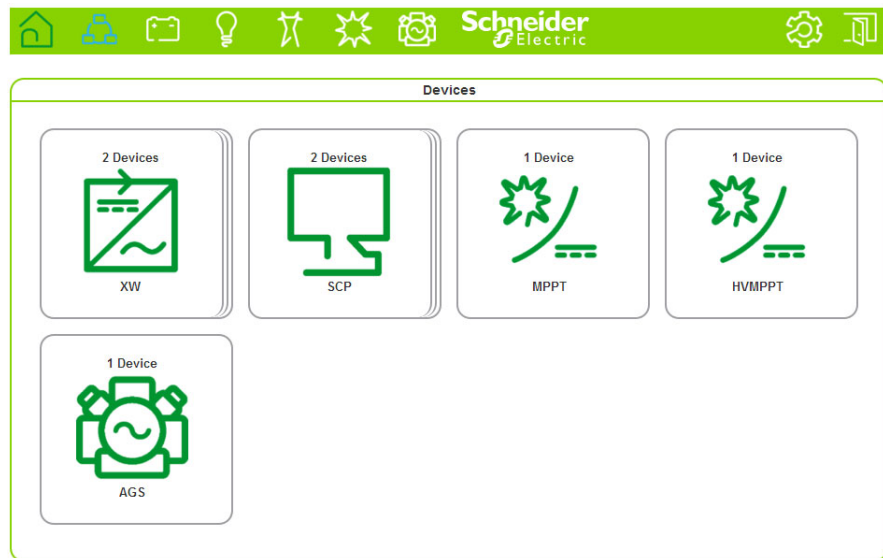 Schneider
Electric
Devices
2 Devices
XW
2 Devices
SCP
1 Device
MPPT
1 Device
HVMPPT
1 Device
AGS